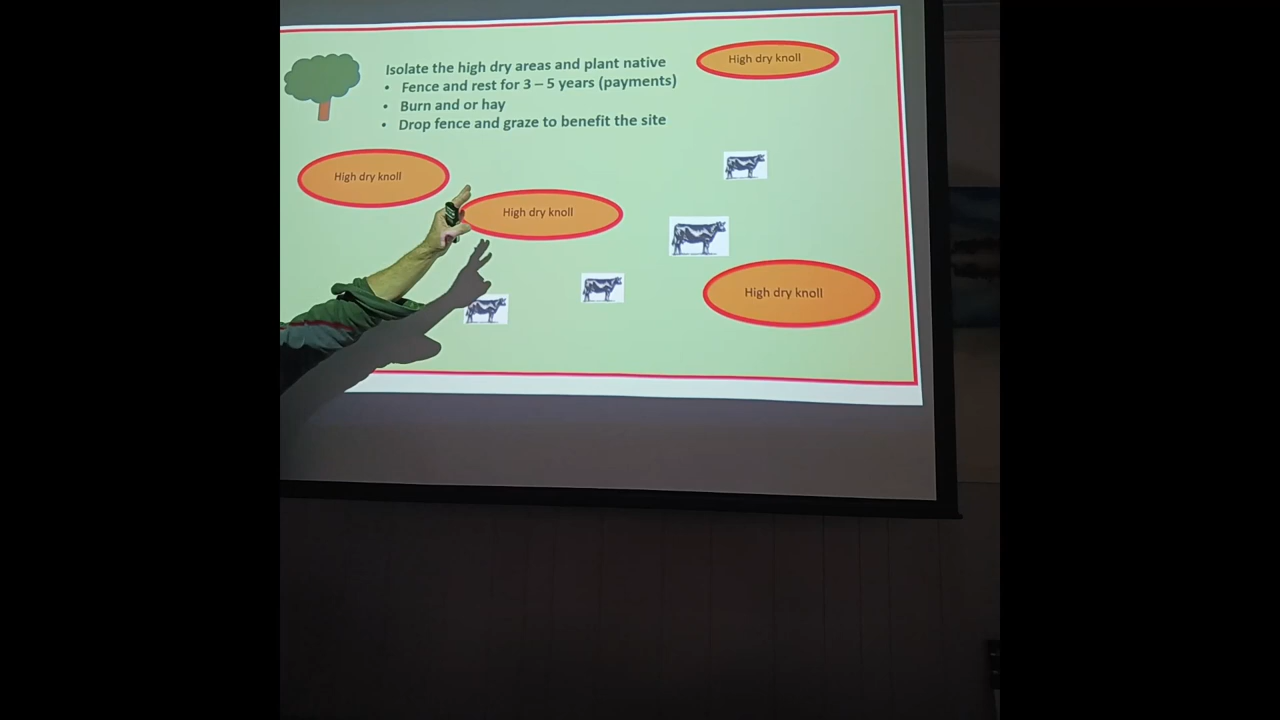 Isolate the high dry areas and plant native
• Fence and rest for 3 – 5 years (payments)
• Burn and or hay
• Drop fence and graze to benefit the site
High dry knoll
High dry knoll
High dry knoll
High dry knoll